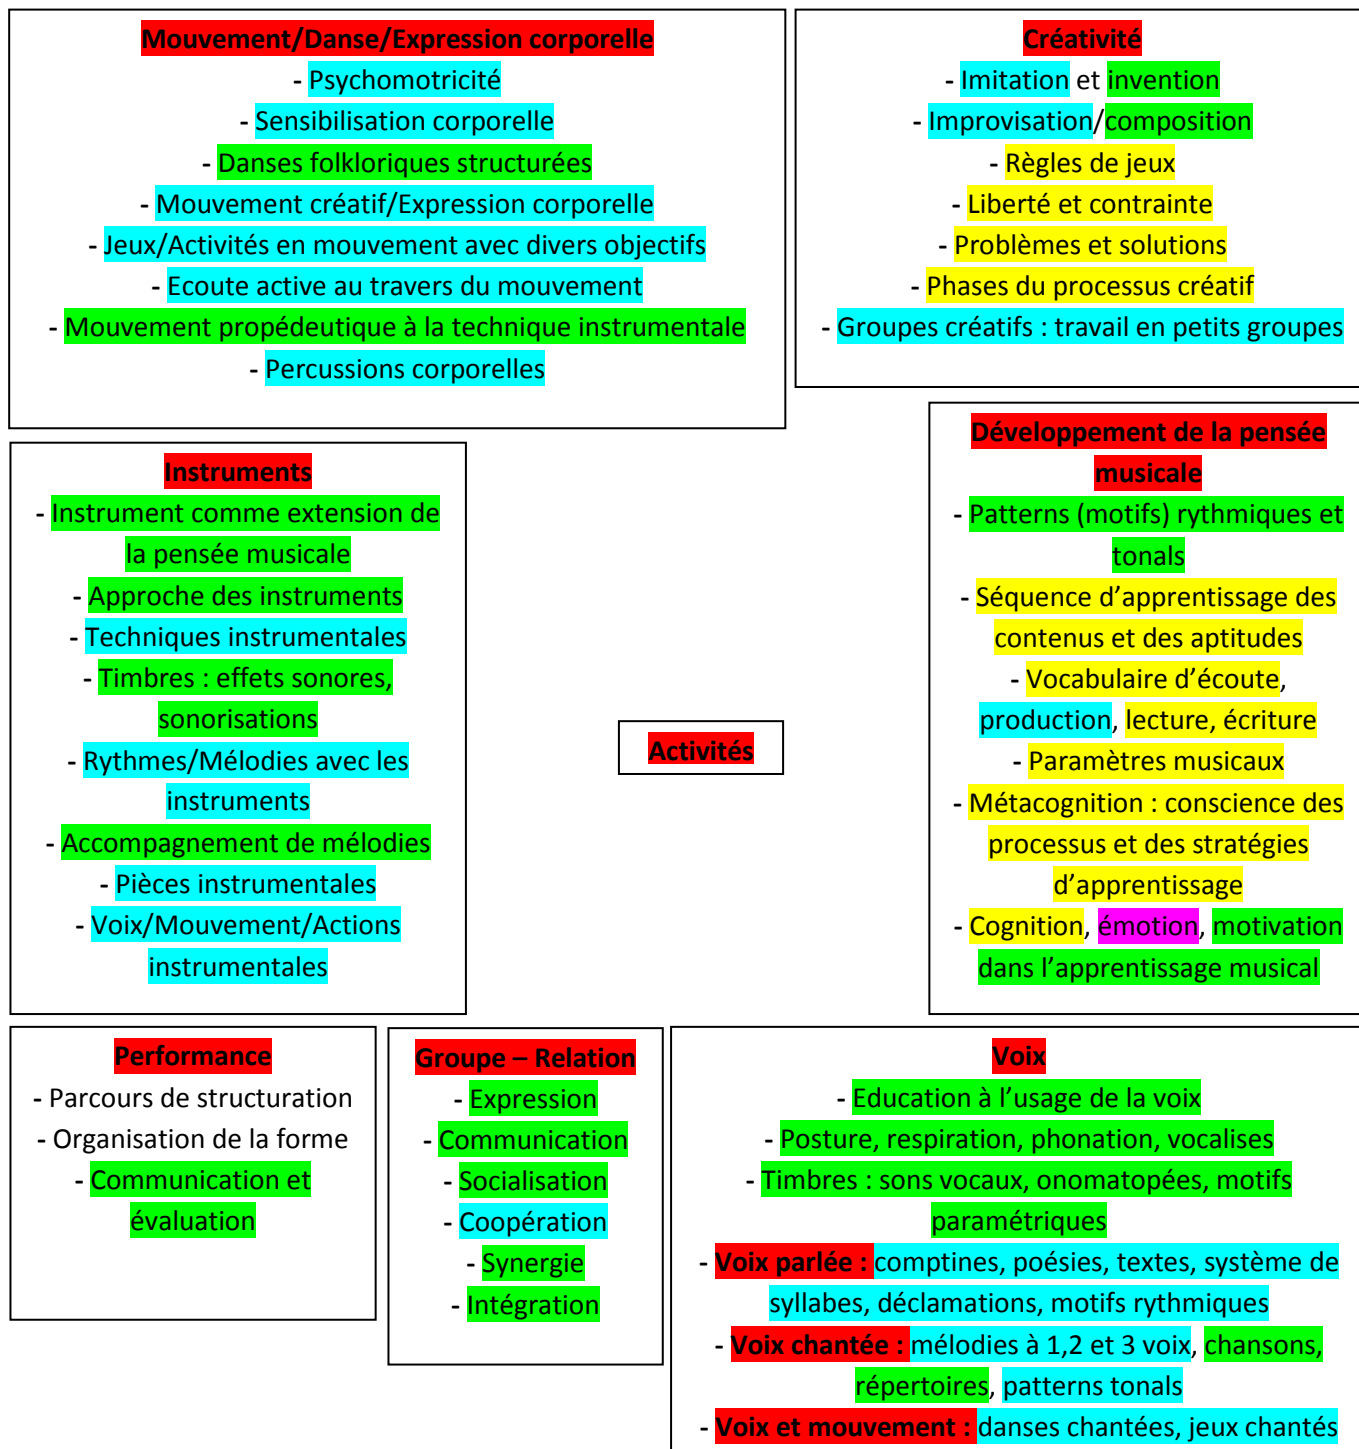 Mouvement/Danse/Expression corporelle
- Psychomotricité
- Sensibilisation corporelle
- Danses folkloriques structurées
- Mouvement créatif/Expression corporelle
- Jeux/Activités en mouvement avec divers objectifs
- Ecoute active au travers du mouvement
- Mouvement propédeutique à la technique instrumentale
- Percussions corporelles
Créativité
- Imitation et invention
- Improvisation/composition
- Règles de jeux
- Liberté et contrainte
- Problèmes et solutions
- Phases du processus créatif
- Groupes créatifs : travail en petits groupes
Instruments
- Instrument comme extension de
la pensée musicale
- Approche des instruments
- Techniques instrumentales
- Timbres : effets sonores,
sonorisations
- Rythmes/Mélodies avec les
instruments
- Accompagnement de mélodies
- Pièces instrumentales
- Voix/Mouvement/Actions
instrumentales
Activités
Développement de la pensée
musicale
- Patterns (motifs) rythmiques et
tonals
- Séquence d’apprentissage des
contenus et des aptitudes
- Vocabulaire d’écoute,
production, lecture, écriture
- Paramètres musicaux
- Métacognition : conscience des
processus et des stratégies
d’apprentissage
- Cognition, émotion, motivation
dans l’apprentissage musical
Performance
- Parcours de structuration
- Organisation de la forme
- Communication et
évaluation
Groupe – Relation
- Expression
- Communication
- Socialisation
- Coopération
- Synergie
- Intégration
Voix
- Education à l’usage de la voix
- Posture, respiration, phonation, vocalises
- Timbres : sons vocaux, onomatopées, motifs
paramétriques
- Voix parlée : comptines, poésies, textes, système de
syllabes, déclamations, motifs rythmiques
- Voix chantée : mélodies à 1,2 et 3 voix, chansons,
répertoires, patterns tonals
- Voix et mouvement : danses chantées, jeux chantés